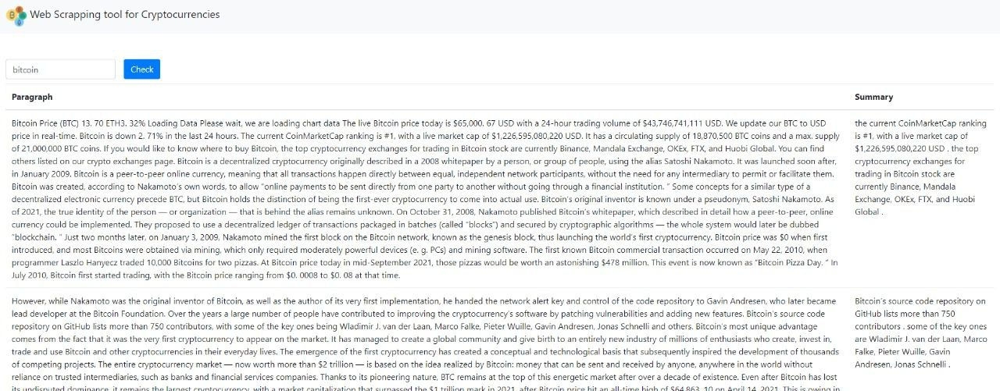 Web Scrapping tool for Cryptocurrencies
bitcoin
Check
Paragraph
Summary
Bitcoin Price (BTC) 13. 70 ETH3. 32% Loading Data Please wait, we are loading chart data The live Bitcoin price today is $65,000. 67 USD with a 24-hour trading volume of $43,746,741,111 USD. We update our BTC to USD
price in real-time. Bitcoin is down 2. 71% in the last 24 hours. The current CoinMarketCap ranking is #1, with a live market cap of $1,226,595,080,220 USD. It has a circulating supply of 18,870,500 BTC coins and a max. supply
of 21,000,000 BTC coins. If you would like to know where to buy Bitcoin, the top cryptocurrency exchanges for trading in Bitcoin stock are currently Binance, Mandala Exchange, OKEx, FTX, and Huobi Global. You can find
others listed on our crypto exchanges page. Bitcoin is a decentralized cryptocurrency originally described in a 2008 whitepaper by a person, or group of people, using the alias Satoshi Nakamoto. It was launched soon after,
in January 2009. Bitcoin is a peer-to-peer online currency, meaning that all transactions happen directly between equal, independent network participants, without the need for any intermediary to permit or facilitate them.
Bitcoin was created, according to Nakamoto's own words, to allow "online payments to be sent directly from one party to another without going through a financial institution. " Some concepts for a similar type of a
decentralized electronic currency precede BTC, but Bitcoin holds the distinction of being the first-ever cryptocurrency to come into actual use. Bitcoin's original inventor is known under a pseudonym, Satoshi Nakamoto. As
of 2021, the true identity of the person — or organization — that is behind the alias remains unknown. On October 31, 2008, Nakamoto published Bitcoin's whitepaper, which described in detail how a peer-to-peer, online
currency could be implemented. They proposed to use a decentralized ledger of transactions packaged in batches (called "blocks") and secured by cryptographic algorithms — the whole system would later be dubbed
"blockchain. " Just two months later, on January 3, 2009, Nakamoto mined the first block on the Bitcoin network, known as the genesis block, thus launching the world's first cryptocurrency. Bitcoin price was $0 when first
introduced, and most Bitcoins were obtained via mining, which only required moderately powerful devices (e. g. PCs) and mining software. The first known Bitcoin commercial transaction occurred on May 22, 2010, when
programmer Laszlo Hanyecz traded 10,000 Bitcoins for two pizzas. At Bitcoin price today in mid-September 2021, those pizzas would be worth an astonishing $478 million. This event is now known as "Bitcoin Pizza Day. " In
July 2010, Bitcoin first started trading, with the Bitcoin price ranging from $0. 0008 to $0. 08 at that time.
the current CoinMarketCap ranking
is #1, with a live market cap of
$1,226,595,080,220 USD . the top
cryptocurrency exchanges for
trading in Bitcoin stock are
currently Binance, Mandala
Exchange, OKEx, FTX, and Huobi
Global .
However, while Nakamoto was the original inventor of Bitcoin, as well as the author of its very first implementation, he handed the network alert key and control of the code repository to Gavin Andresen, who later became
lead developer at the Bitcoin Foundation. Over the years a large number of people have contributed to improving the cryptocurrency's software by patching vulnerabilities and adding new features. Bitcoin's source code
repository on GitHub lists more than 750 contributors, with some of the key ones being Wladimir J. van der Laan, Marco Falke, Pieter Wuille, Gavin Andresen, Jonas Schnelli and others. Bitcoin's most unique advantage
comes from the fact that it was the very first cryptocurrency to appear on the market. It has managed to create a global community and give birth to an entirely new industry of millions of enthusiasts who create, invest in,
trade and use Bitcoin and other cryptocurrencies in their everyday lives. The emergence of the first cryptocurrency has created a conceptual and technological basis that subsequently inspired the development of thousands
of competing projects. The entire cryptocurrency market — now worth more than $2 trillion — is based on the idea realized by Bitcoin: money that can be sent and received by anyone, anywhere in the world without
reliance on trusted intermediaries, such as banks and financial services companies. Thanks to its pioneering nature, BTC remains at the top of this energetic market after over a decade of existence. Even after Bitcoin has lost
its undisputed dominance, it remains the largest cryptocurrency, with a market capitalization that surpassed the $1 trillion mark in 2021, after Bitcoin price hit an all-time high of $64,863. 10 on April 14, 2021. This is owing in
Bitcoin's source code repository on
GitHub lists more than 750
contributors . some of the key ones
are Wladimir J. van der Laan, Marco
Falke, Pieter Wuille, Gavin
Andresen, Jonas Schnelli .